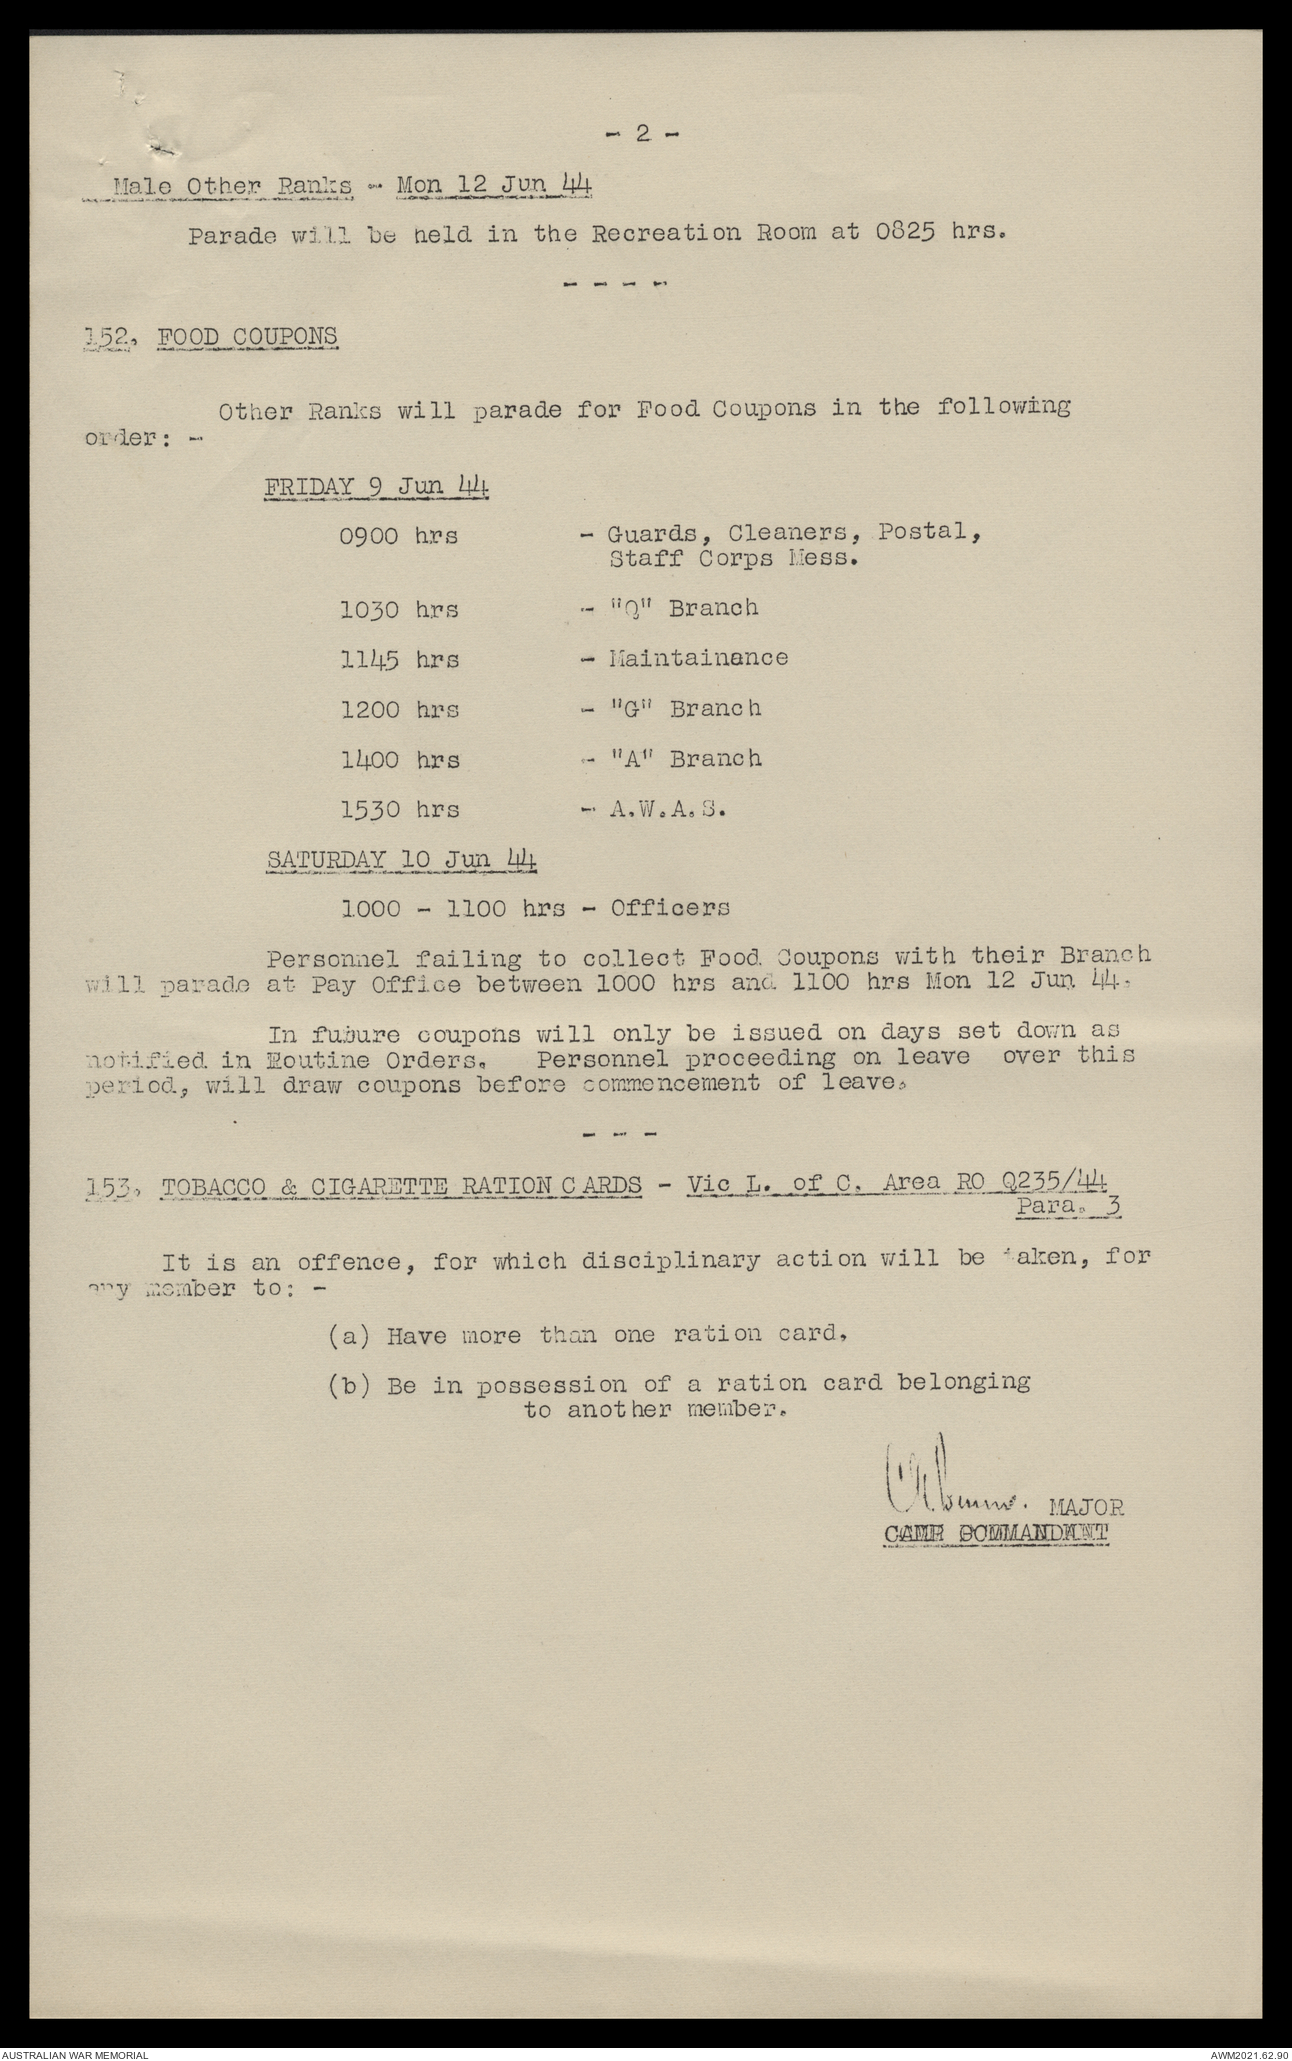 - 2 -
Male Other Ranks - Mon 12 Jun 44
Parade will be held in the Recreation Room at 0825 hrs.
- - - -
152. FOOD COUPONS
Other Ranks will parade for Food Coupons in the following
order: -
FRIDAY 9 Jun 44
0900 hrs - Guards, Cleaners, Postal,
Staff Corps Mess.
1030 hrs - "Q" Branch
1145 hrs - Maintainance
1200 hrs - "G" Branch
1400 hrs - "A" Branch
1530 hrs - A.W.A.S.
SATURDAY 10 Jun 44
1000 - 1100 hrs - Officers
Personnel failing to collect Food Coupons with their Branch
will parade at Pay Office between 1000 hrs and 1100 hrs Mon 12 Jun 44.
In future coupons will only be issued on days set down as
notified in Routine Orders. Personnel proceeding on leave over this
period, will draw coupons before commencement of leave.
- - -
153. TOBACCO & CIGARETTE RATION CARDS - Vic L. of C. Area RO Q235/44
Para. 3
It is an offence, for which disciplinary action will be taken, for
any member to: -
(a) Have more than one ration card,
(b) Be in possession of a ration card belonging
to another member.
MAJOR
CAMP COMMANDANT
AUSTRALIAN WAR MEMORIAL
AWM2021.62.90